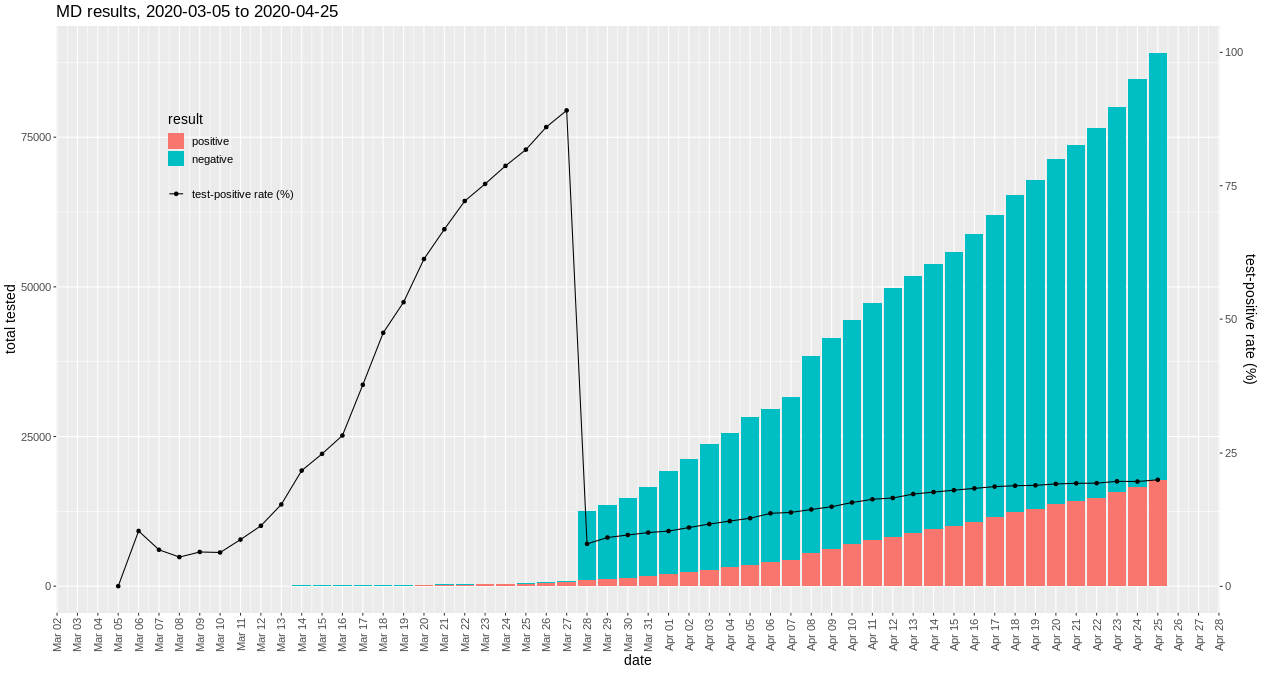 MD results, 2020-03-05 to 2020-04-25
result
positive
negative
test-positive rate (%)
total tested
75000
50000
25000
0
100
75
50
25
0
test-positive rate (%)
Mar 02
Mar 03
Mar 04
Mar 05
Mar 06
Mar 07
Mar 08
Mar 09
Mar 10
Mar 11
Mar 12
Mar 13
Mar 14
Mar 15
Mar 16
Mar 17
Mar 18
Mar 19
Mar 20
Mar 21
Mar 22
Mar 23
Mar 24
Mar 25
Mar 26
Mar 27
Mar 28
Mar 29
Mar 30
Mar 31
Apr 01
Apr 02
Apr 03
Apr 04
Apr 05
Apr 06
Apr 07
Apr 08
Apr 09
Apr 10
Apr 11
Apr 12
Apr 13
Apr 14
Apr 15
Apr 16
Apr 17
Apr 18
Apr 19
Apr 20
Apr 21
Apr 22
Apr 23
Apr 24
Apr 25
Apr 26
Apr 27
Apr 28
date